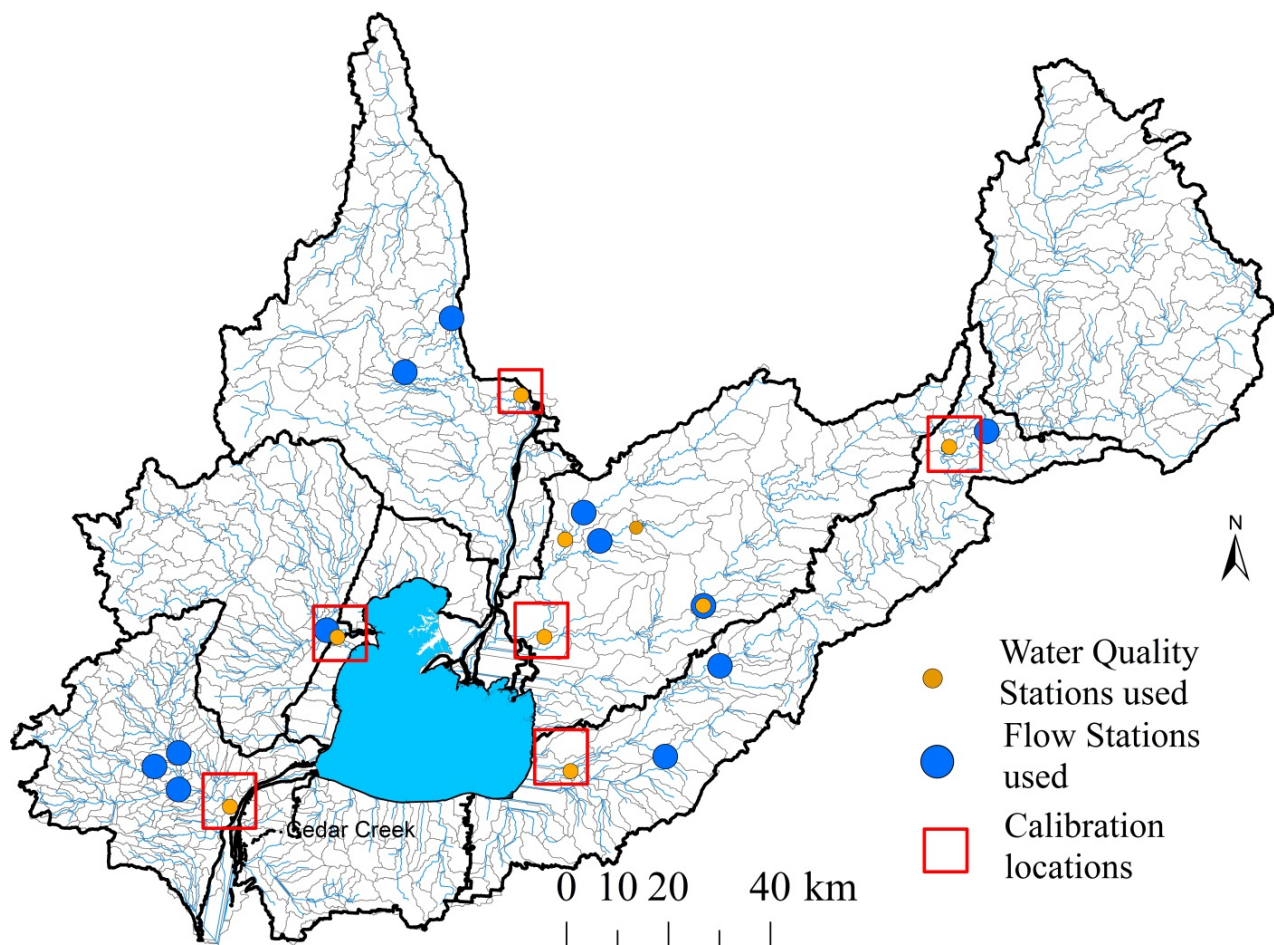 N
Water Quality
Stations used
Flow Stations
used
Calibration
locations
Cedar Creek
0 10 20 40 km